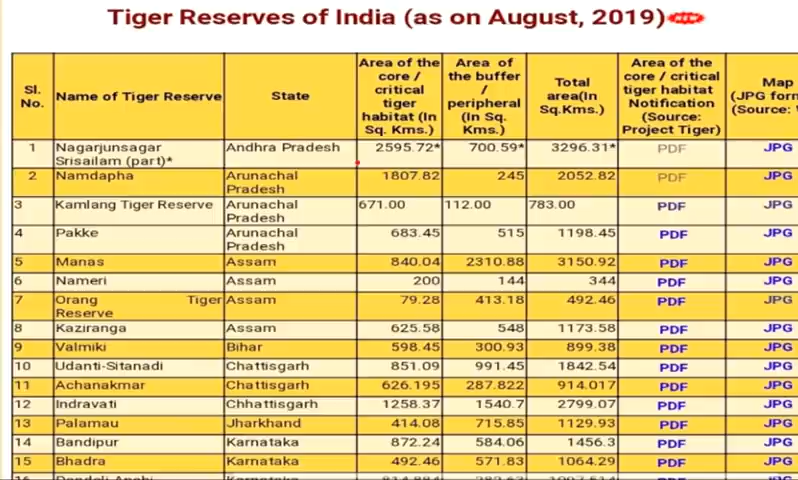 Tiger Reserves of India (as on August, 2019)
Sl. No. Name of Tiger Reserve State Area of the core / critical tiger habitat (In Sq. Kms.) Area of the buffer / peripheral (In Sq. Kms.) Total area(In Sq.Kms.) Area of the core / critical tiger habitat Notification (Source: Project Tiger) Map (JPG (Source:
1 Nagarjunsagar Srisailam (part)* Andhra Pradesh 2595.72* 700.59* 3296.31* PDF JPG
2 Namdapha Arunachal Pradesh 1807.82 245 2052.82 PDF JPG
3 Kamlang Tiger Reserve Arunachal Pradesh 671.00 112.00 783.00 PDF JPG
4 Pakke Arunachal Pradesh 683.45 515 1198.45 PDF JPG
5 Manas Assam 840.04 2310.88 3150.92 PDF JPG
6 Nameri Assam 200 144 344 PDF JPG
7 Orang Tiger Reserve Assam 79.28 413.18 492.46 PDF JPG
8 Kaziranga Assam 625.58 548 1173.58 PDF JPG
9 Valmiki Bihar 598.45 300.93 899.38 PDF JPG
10 Udanti-Sitanadi Chattisgarh 851.09 991.45 1842.54 PDF JPG
11 Achanakmar Chattisgarh 626.195 287.822 914.017 PDF JPG
12 Indravati Chhattisgarh 1258.37 1540.7 2799.07 PDF JPG
13 Palamau Jharkhand 414.08 715.85 1129.93 PDF JPG
14 Bandipur Karnataka 872.24 584.06 1456.3 PDF JPG
15 Bhadra Karnataka 492.46 571.83 1064.29 PDF JPG